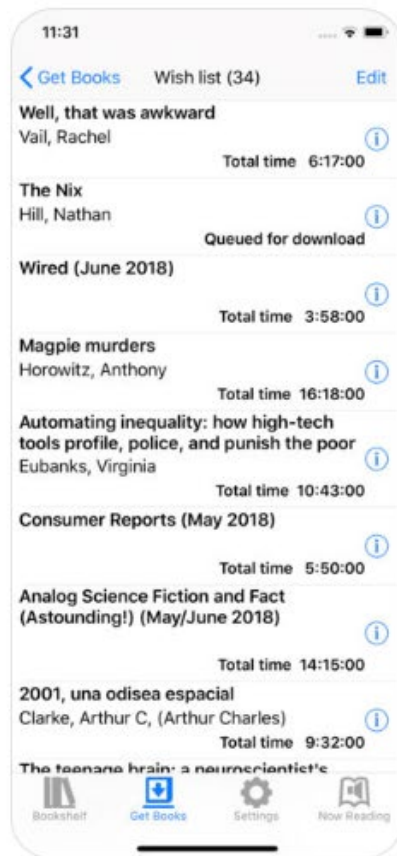 11:31
Get Books Wish list (34) Edit
Well, that was awkward
Vail, Rachel
Total time 6:17:00
The Nix
Hill, Nathan
Queued for download
Wired (June 2018)
Total time 3:58:00
Magpie murders
Horowitz, Anthony
Total time 16:18:00
Automating inequality: how high-tech
tools profile, police, and punish the poor
Eubanks, Virginia
Total time 10:43:00
Consumer Reports (May 2018)
Total time 5:50:00
Analog Science Fiction and Fact
(Astounding!) (May/June 2018)
Total time 14:15:00
2001, una odisea espacial
Clarke, Arthur C, (Arthur Charles)
Total time 9:32:00
The teenage brain: a neuroscientist's
Bookshelf Get Books Settings Now Reading